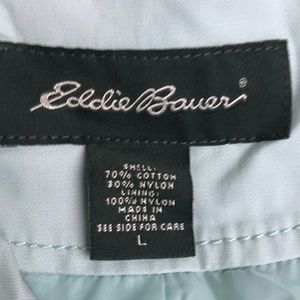 Eddie Bauer®
SHELL:
70% COTTON
30% NYLON
LINING:
100% NYLON
MADE IN
CHINA
SEE SIDE FOR CARE
L